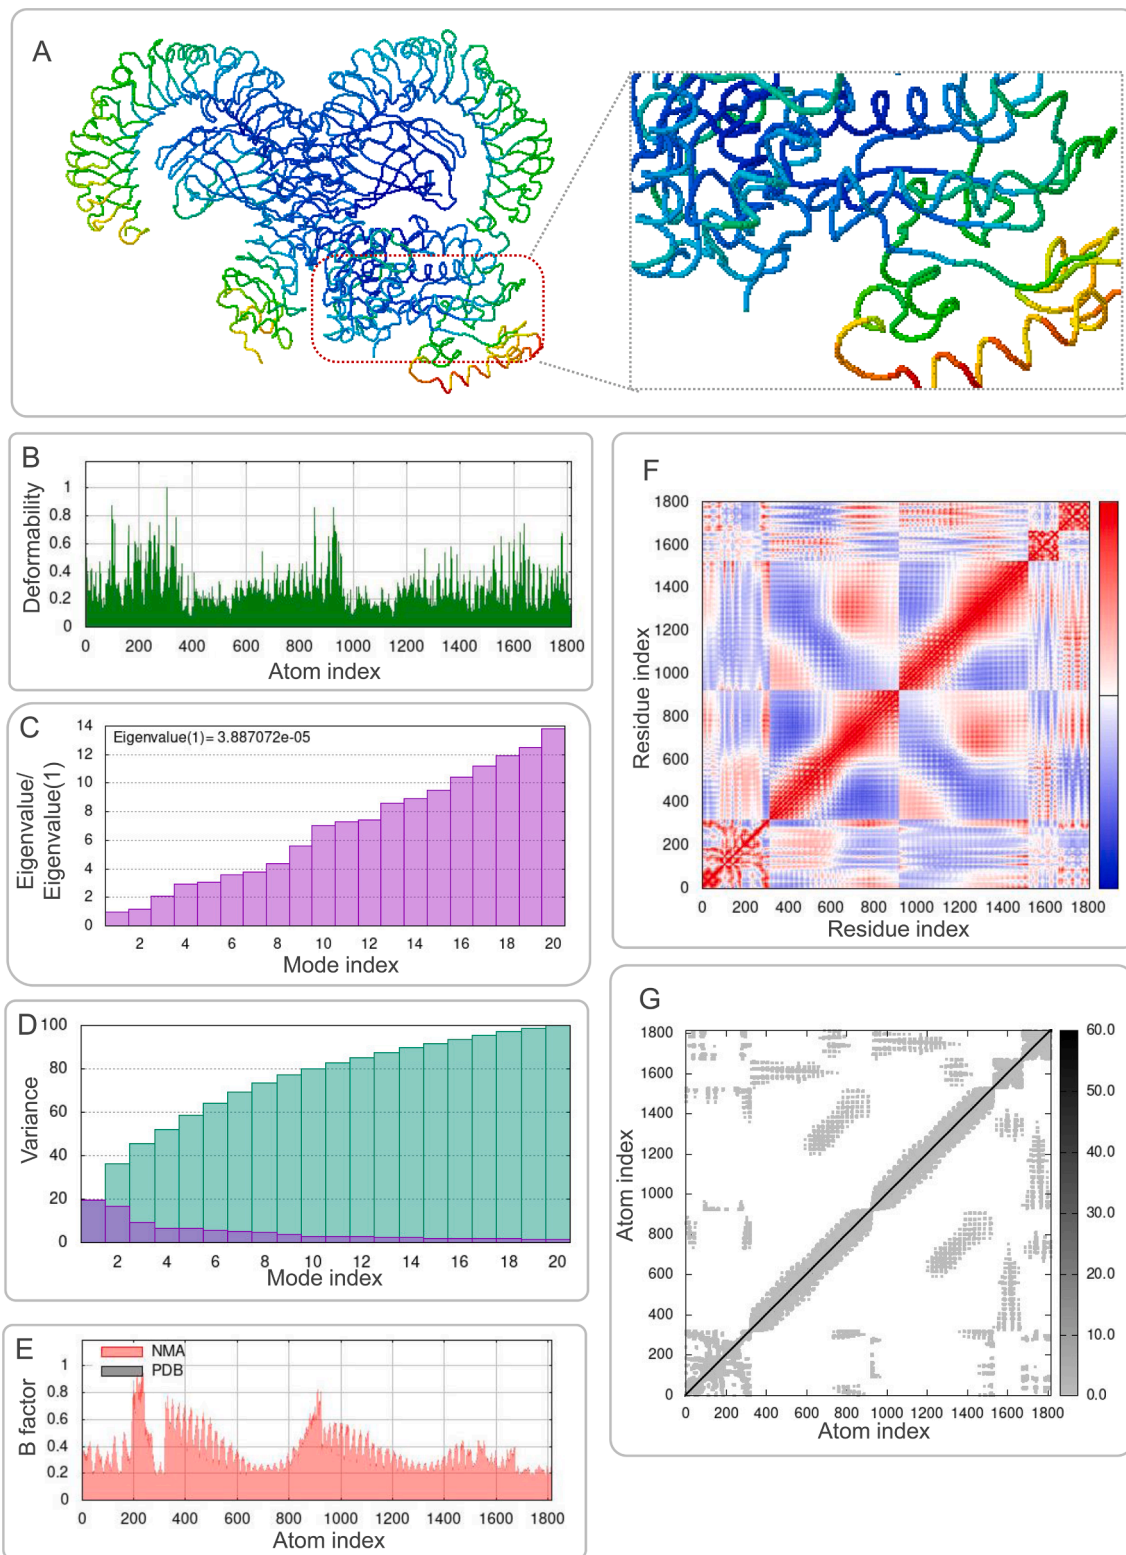 A
B
Deformability
1
0.8
0.6
0.4
0.2
0
0 200 400 600 800 1000 1200 1400 1600 1800
Atom index
C
Eigenvalue/
Eigenvalue(1)
Eigenvalue(1)= 3.887072e-05
14
12
10
8
6
4
2
0
2 4 6 8 10 12 14 16 18 20
Mode index
D
Variance
100
80
60
40
20
0
2 4 6 8 10 12 14 16 18 20
Mode index
E
B factor
NMA
PDB
1
0.8
0.6
0.4
0.2
0
0 200 400 600 800 1000 1200 1400 1600 1800
Atom index
F
Residue index
1800
1600
1400
1200
1000
800
600
400
200
0
0 200 400 600 800 1000 1200 1400 1600 1800
Residue index
G
Atom index
1800
1600
1400
1200
1000
800
600
400
200
0
0 200 400 600 800 1000 1200 1400 1600 1800
Atom index
60.0
50.0
40.0
30.0
20.0
10.0
0.0